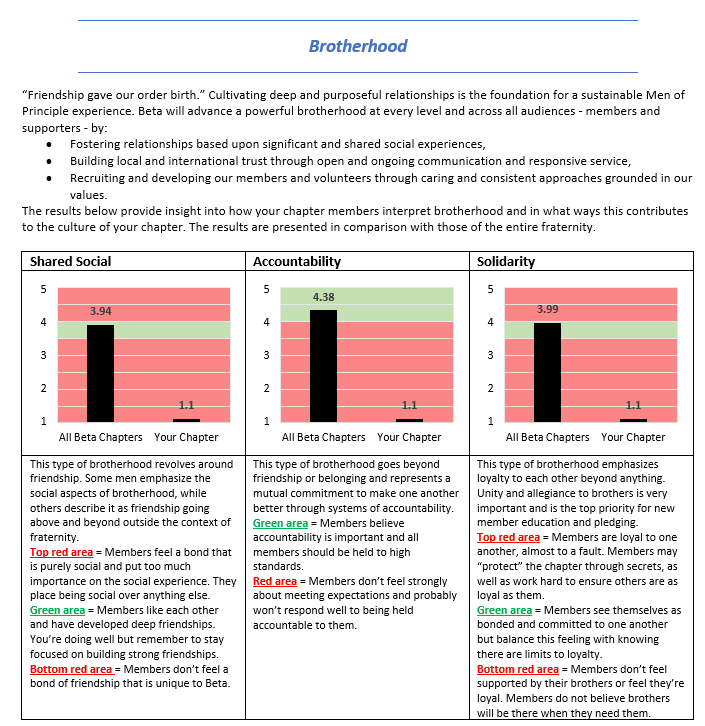 Brotherhood
“Friendship gave our order birth.” Cultivating deep and purposeful relationships is the foundation for a sustainable Men of
Principle experience. Beta will advance a powerful brotherhood at every level and across all audiences - members and
supporters - by:
• Fostering relationships based upon significant and shared social experiences,
• Building local and international trust through open and ongoing communication and responsive service,
• Recruiting and developing our members and volunteers through caring and consistent approaches grounded in our
values.
The results below provide insight into how your chapter members interpret brotherhood and in what ways this contributes
to the culture of your chapter. The results are presented in comparison with those of the entire fraternity.
Shared Social
5
4
3
2
1
3.94
1.1
All Beta Chapters Your Chapter
This type of brotherhood revolves around
friendship. Some men emphasize the
social aspects of brotherhood, while
others describe it as friendship going
above and beyond outside the context of
fraternity.
Top red area = Members feel a bond that
is purely social and put too much
importance on the social experience. They
place being social over anything else.
Green area = Members like each other
and have developed deep friendships.
You’re doing well but remember to stay
focused on building strong friendships.
Bottom red area = Members don’t feel a
bond of friendship that is unique to Beta.
Accountability
5
4
3
2
1
4.38
1.1
All Beta Chapters Your Chapter
This type of brotherhood goes beyond
friendship or belonging and represents a
mutual commitment to make one another
better through systems of accountability.
Green area = Members believe
accountability is important and all
members should be held to high
standards.
Red area = Members don’t feel strongly
about meeting expectations and probably
won’t respond well to being held
accountable to them.
Solidarity
5
4
3
2
1
3.99
1.1
All Beta Chapters Your Chapter
This type of brotherhood emphasizes
loyalty to each other beyond anything.
Unity and allegiance to brothers is very
important and is the top priority for new
member education and pledging.
Top red area = Members are loyal to one
another, almost to a fault. Members may
“protect” the chapter through secrets, as
well as work hard to ensure others are as
loyal as them.
Green area = Members see themselves as
bonded and committed to one another
but balance this feeling with knowing
there are limits to loyalty.
Bottom red area = Members don’t feel
supported by their brothers or feel they’re
loyal. Members do not believe brothers
will be there when they need them.